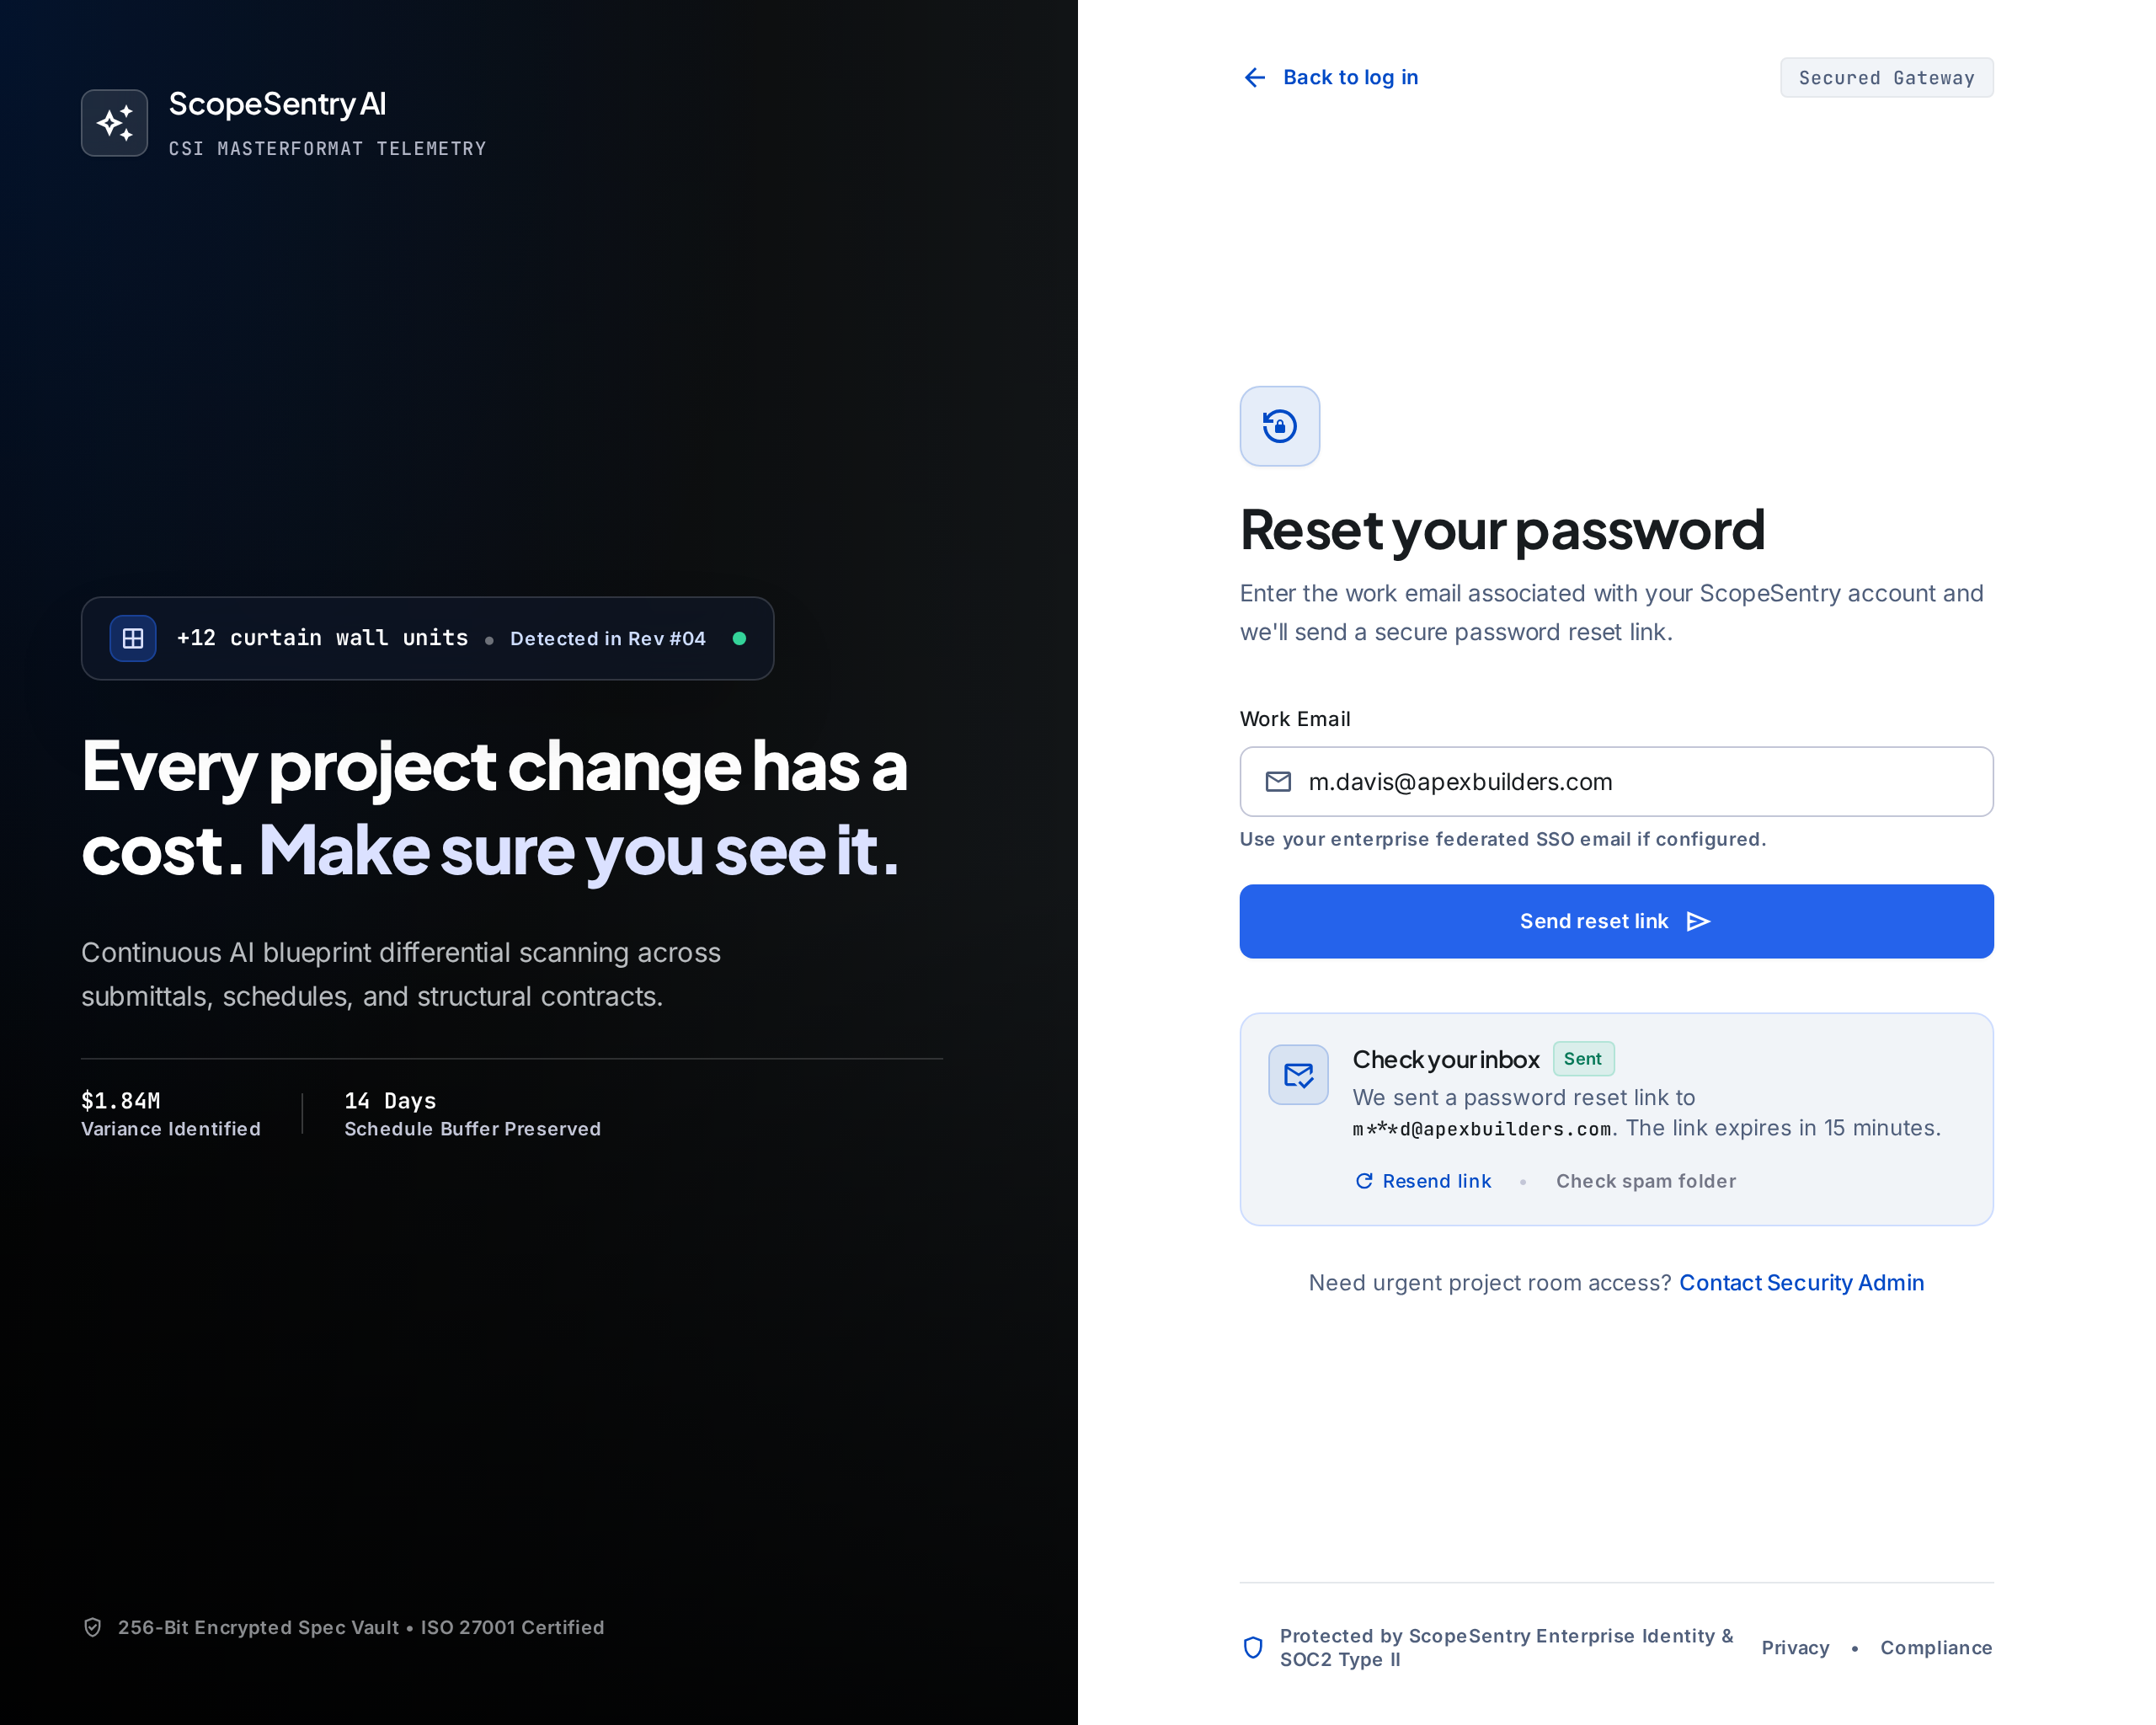 ScopeSentry AI
CSI MASTERFORMAT TELEMETRY
+12 curtain wall units • Detected in Rev #04
Every project change has a
cost. Make sure you see it.
Continuous AI blueprint differential scanning across
submittals, schedules, and structural contracts.
$1.84M
Variance Identified
14 Days
Schedule Buffer Preserved
256-Bit Encrypted Spec Vault • ISO 27001 Certified
Back to log in
Secured Gateway
Reset your password
Enter the work email associated with your ScopeSentry account and
we'll send a secure password reset link.
Work Email
m.davis@apexbuilders.com
Use your enterprise federated SSO email if configured.
Send reset link
Check your inbox Sent
We sent a password reset link to
m***d@apexbuilders.com. The link expires in 15 minutes.
Resend link • Check spam folder
Need urgent project room access? Contact Security Admin
Protected by ScopeSentry Enterprise Identity &
SOC2 Type II
Privacy • Compliance